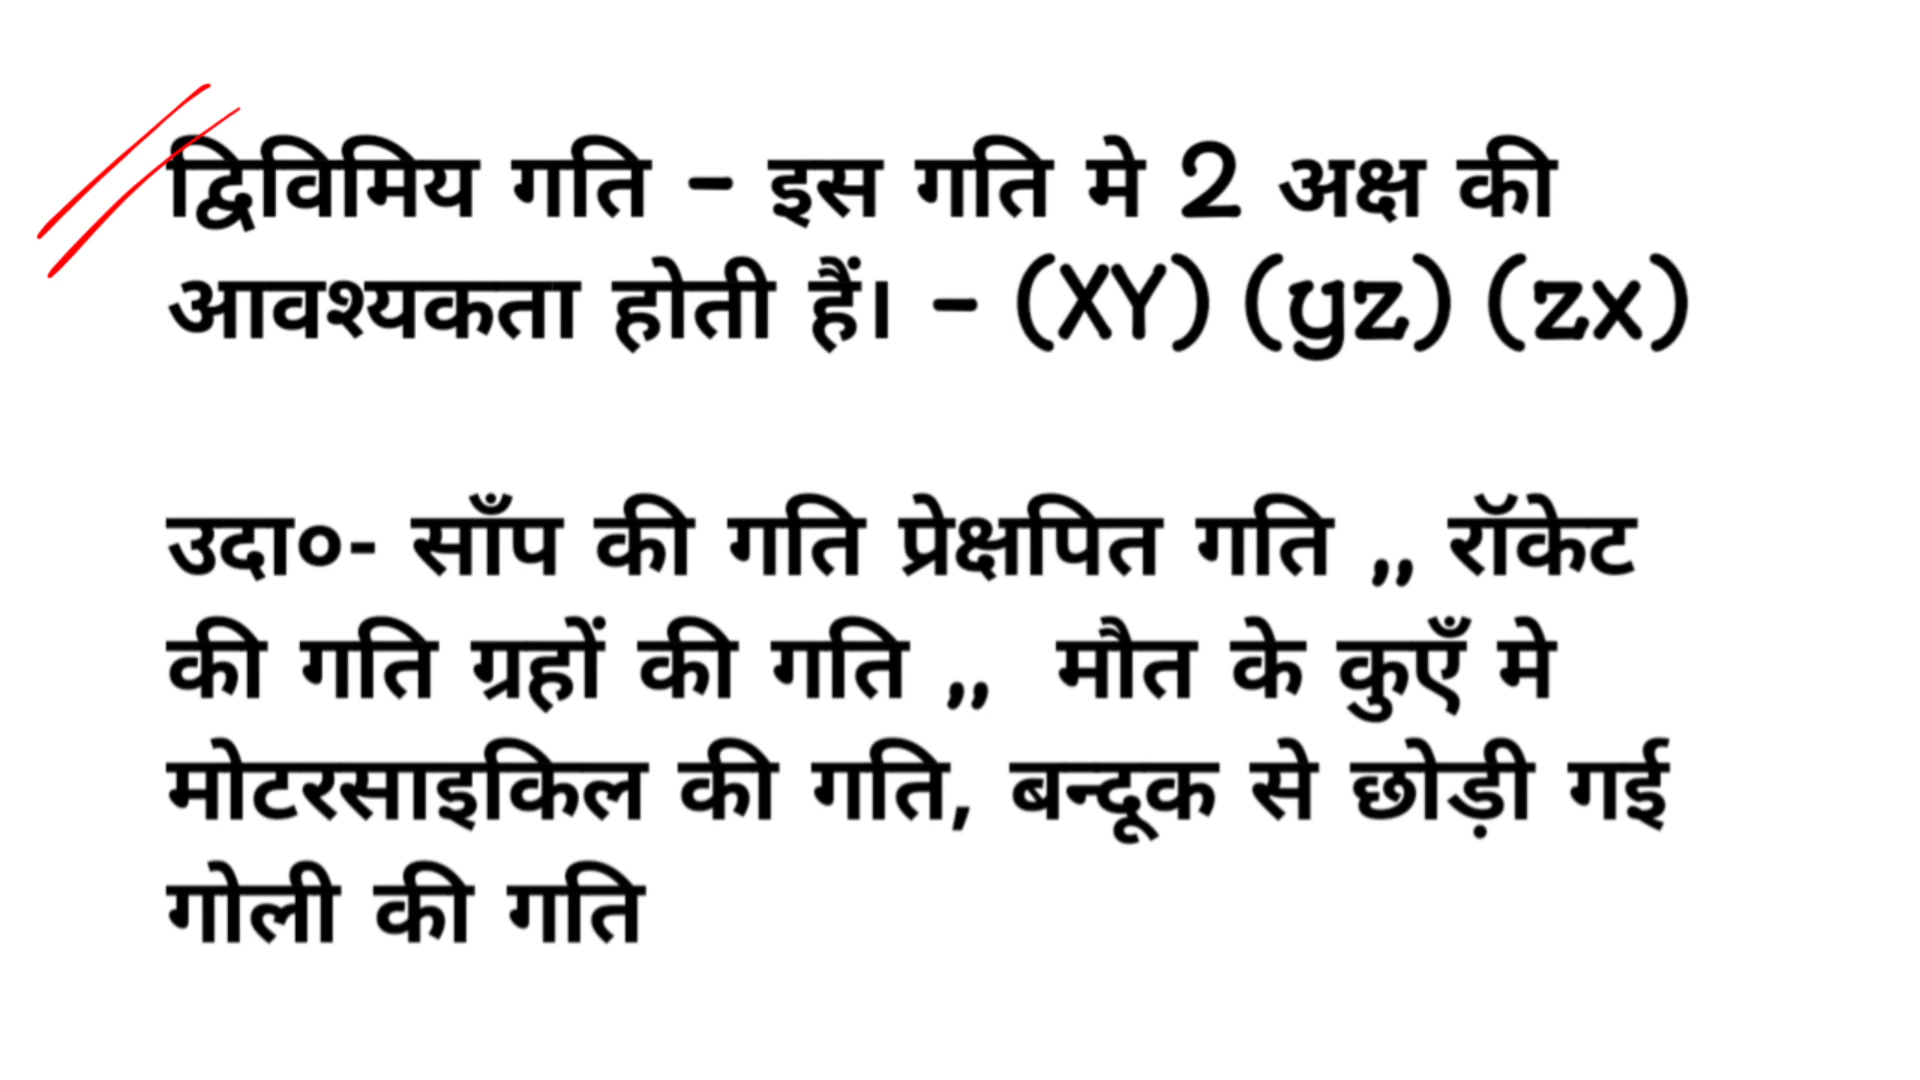 द्विविमिय गति - इस गति मे 2 अक्ष की
आवश्यकता होती हैं। - (XY) (yz) (zx)
उदा०- साँप की गति प्रेक्षपित गति ,, रॉकेट
की गति ग्रहों की गति ,, मौत के कुएँ मे
मोटरसाइकिल की गति, बन्दूक से छोड़ी गई
गोली की गति